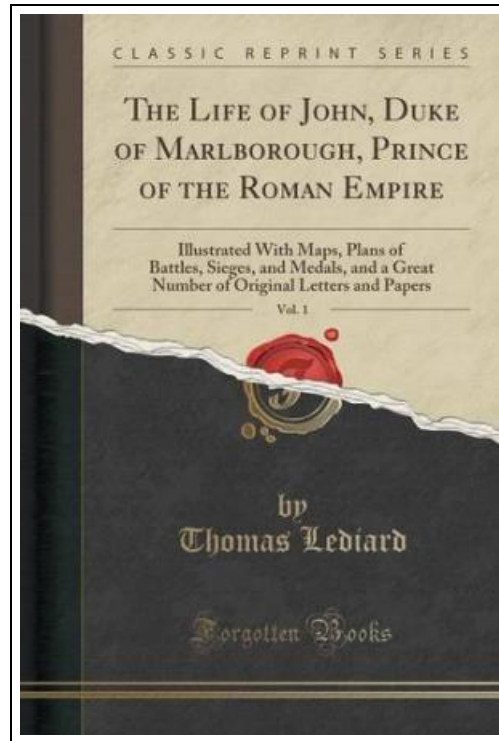 CLASSIC REPRINT SERIES
THE LIFE OF JOHN, DUKE
OF MARLBOROUGH, PRINCE
OF THE ROMAN EMPIRE
Illustrated With Maps, Plans of
Battles, Sieges, and Medals, and a Great
Number of Original Letters and Papers
Vol. 1
by
Thomas Lediard
Forgotten Books